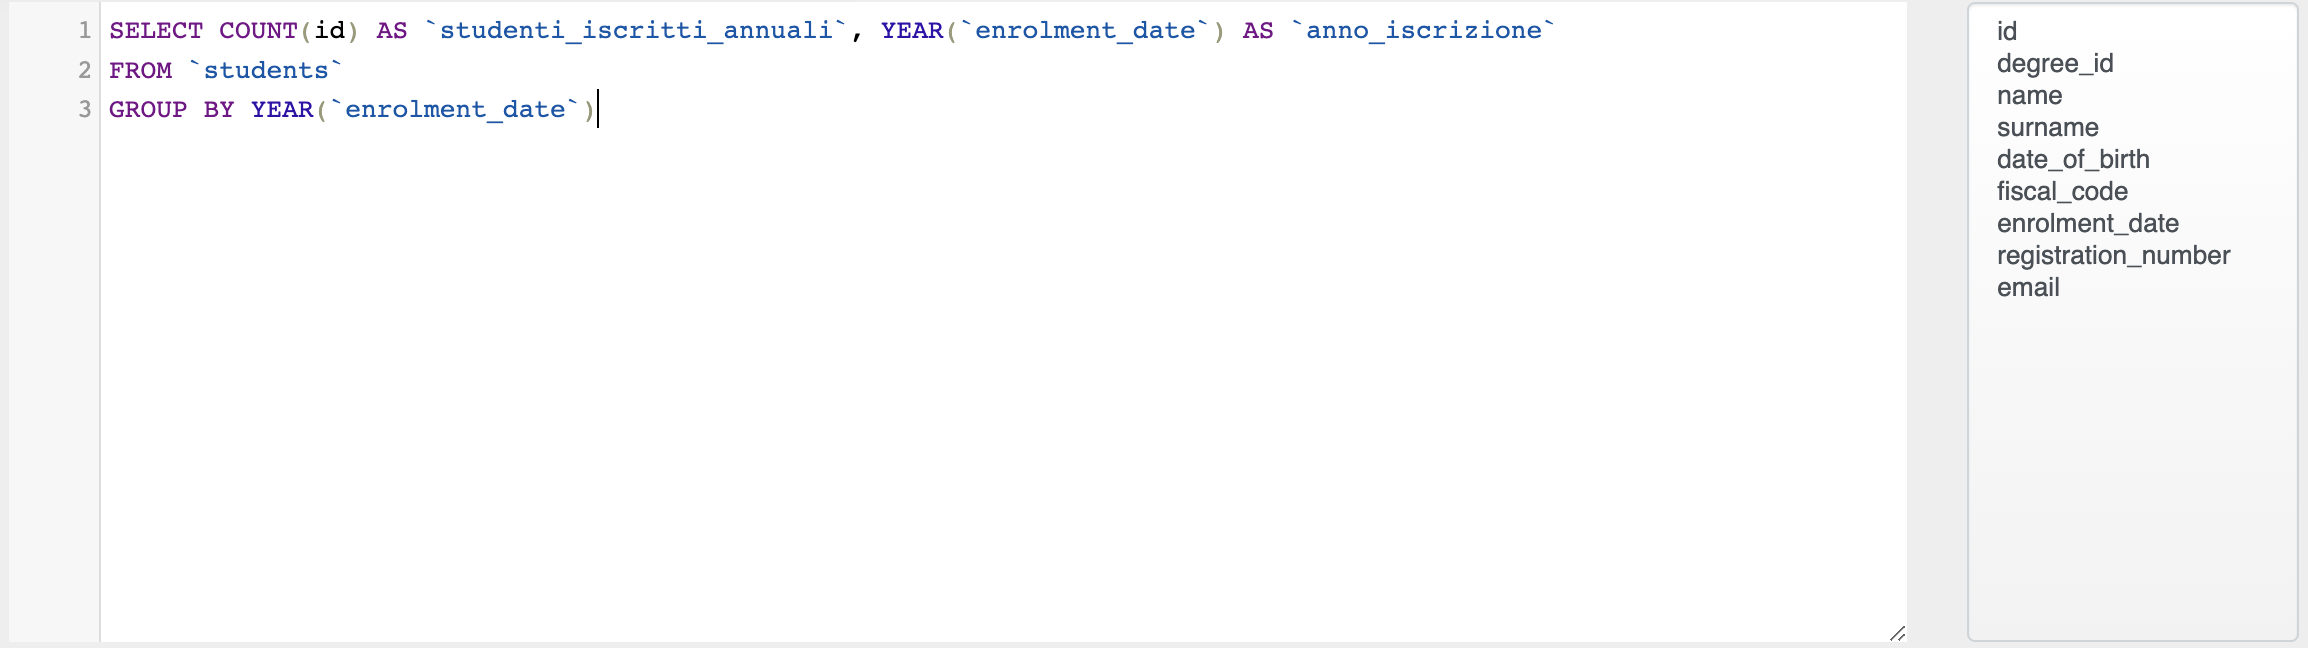 1 SELECT COUNT(id) AS `studenti_iscritti_annuali`, YEAR(`enrolment_date`) AS `anno_iscrizione`
2 FROM `students`
3 GROUP BY YEAR(`enrolment_date`)
id
degree_id
name
surname
date_of_birth
fiscal_code
enrolment_date
registration_number
email